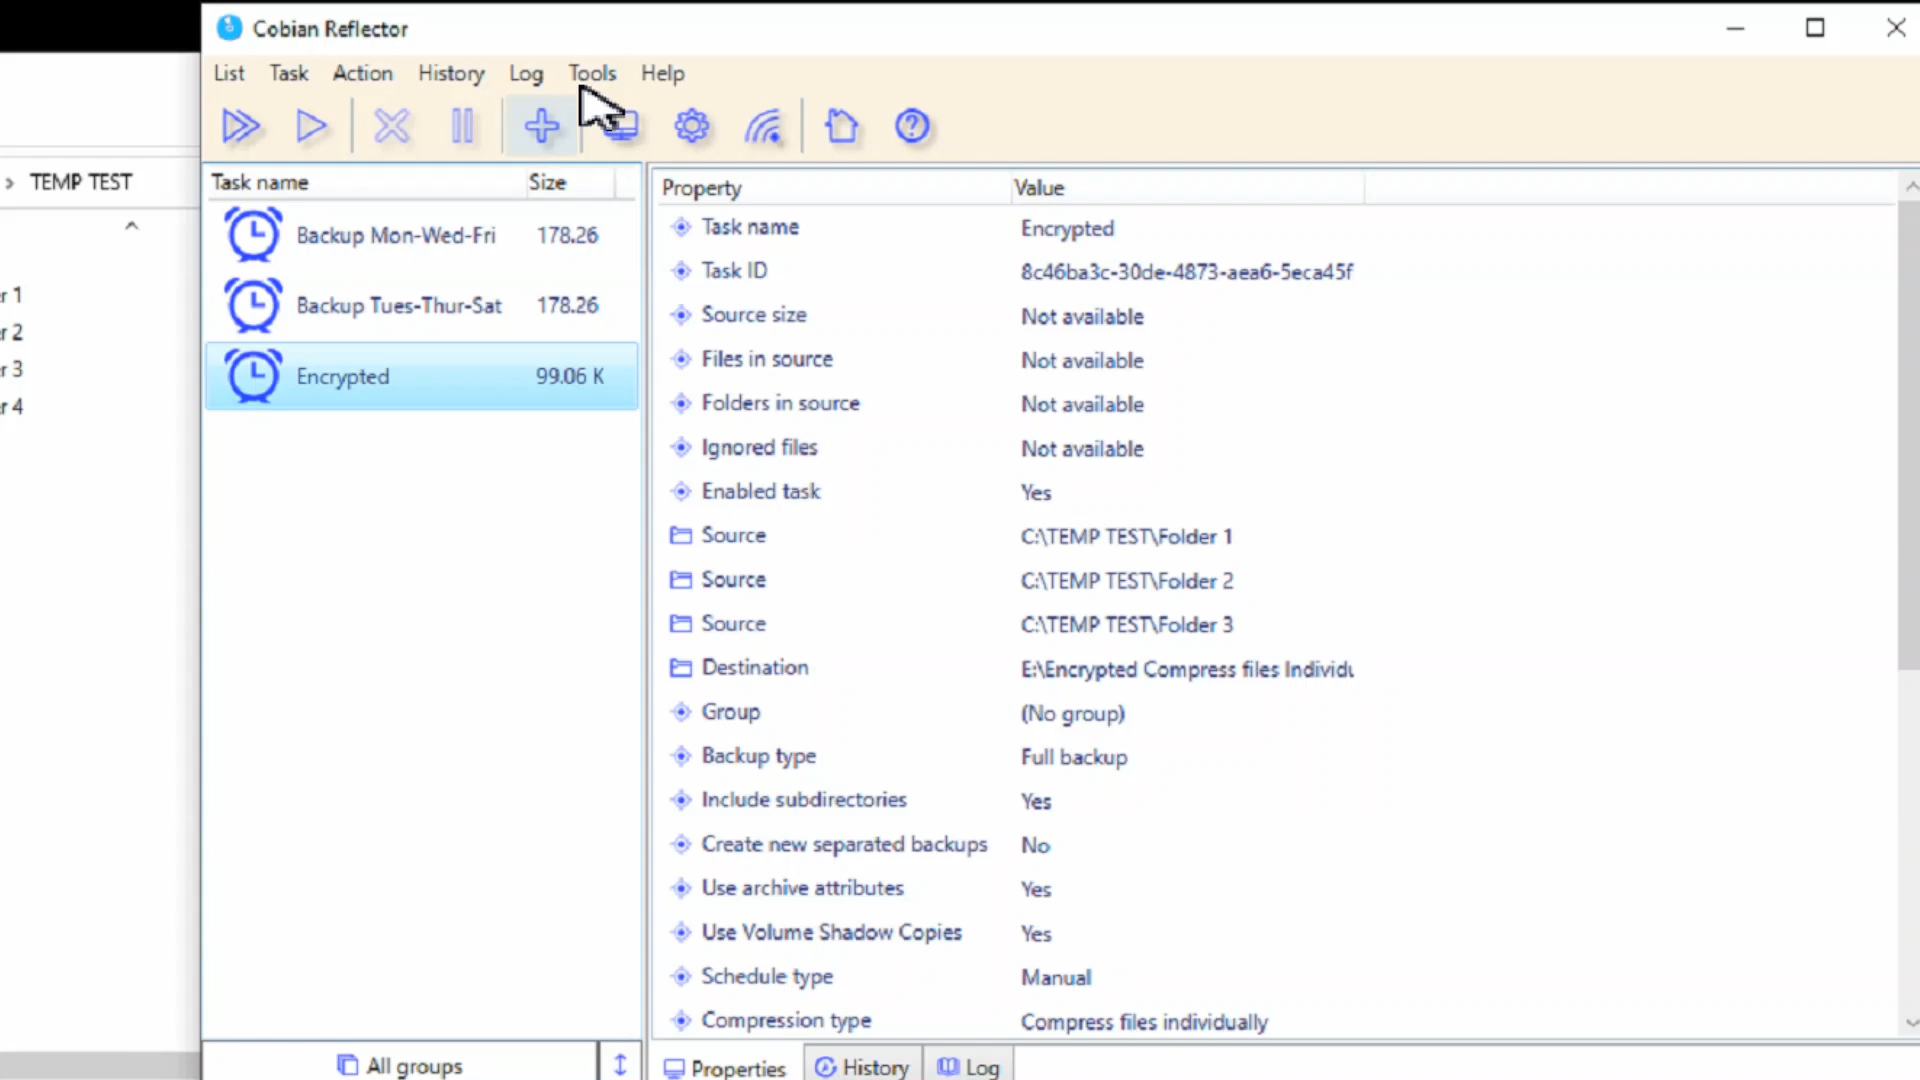 Cobian Reflector
List Task Action History Log Tools Help
TEMP TEST
r 1
r 2
r 3
r 4
Task name Size
Backup Mon-Wed-Fri 178.26
Backup Tues-Thur-Sat 178.26
Encrypted 99.06 K
All groups
Property Value
Task name Encrypted
Task ID 8c46ba3c-30de-4873-aea6-5eca45f
Source size Not available
Files in source Not available
Folders in source Not available
Ignored files Not available
Enabled task Yes
Source C:\TEMP TEST\Folder 1
Source C:\TEMP TEST\Folder 2
Source C:\TEMP TEST\Folder 3
Destination E:\Encrypted Compress files Individu
Group (No group)
Backup type Full backup
Include subdirectories Yes
Create new separated backups No
Use archive attributes Yes
Use Volume Shadow Copies Yes
Schedule type Manual
Compression type Compress files individually
Properties History Log